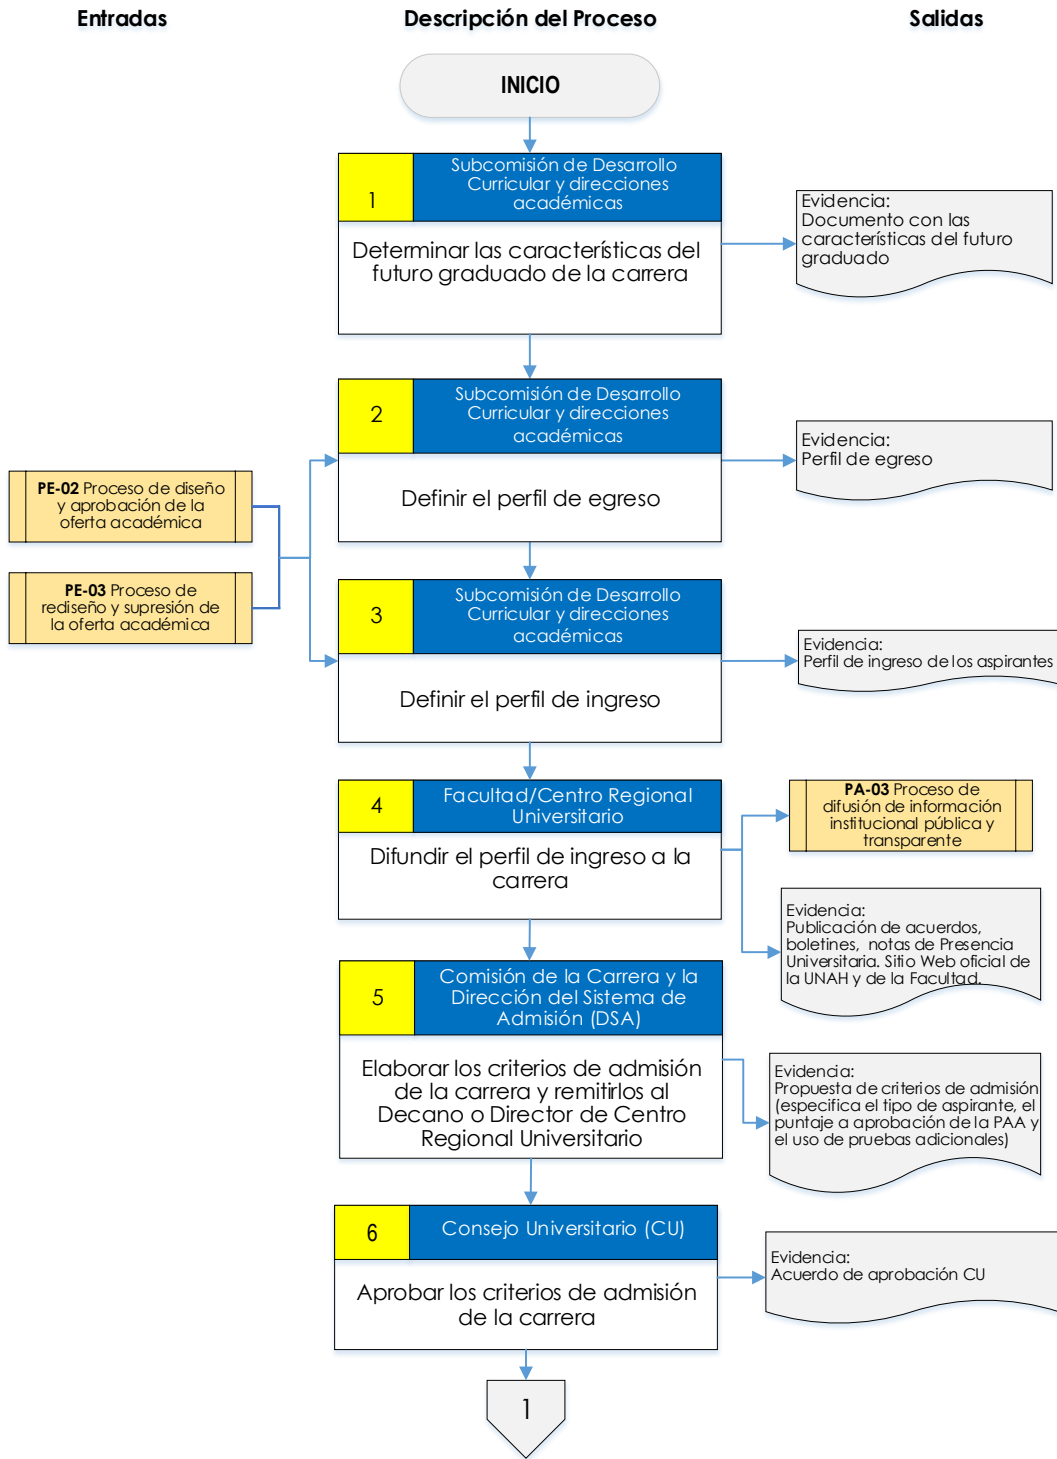 Entradas
Descripción del Proceso
Salidas
INICIO
1
Subcomisión de Desarrollo
Curricular y direcciones
académicas
Determinar las características del
futuro graduado de la carrera
Evidencia:
Documento con las
características del futuro
graduado
2
Subcomisión de Desarrollo
Curricular y direcciones
académicas
Definir el perfil de egreso
Evidencia:
Perfil de egreso
PE-02 Proceso de diseño
y aprobación de la
oferta académica
PE-03 Proceso de
rediseño y supresión de
la oferta académica
3
Subcomisión de Desarrollo
Curricular y direcciones
académicas
Definir el perfil de ingreso
Evidencia:
Perfil de ingreso de los aspirantes
4
Facultad/Centro Regional
Universitario
Difundir el perfil de ingreso a la
carrera
PA-03 Proceso de
difusión de información
institucional pública y
transparente
Evidencia:
Publicación de acuerdos,
boletines, notas de Presencia
Universitaria. Sitio Web oficial de
la UNAH y de la Facultad.
5
Comisión de la Carrera y la
Dirección del Sistema de
Admisión (DSA)
Elaborar los criterios de admisión
de la carrera y remitirlos al
Decano o Director de Centro
Regional Universitario
Evidencia:
Propuesta de criterios de admisión
(especifica el tipo de aspirante, el
puntaje a aprobación de la PAA y
el uso de pruebas adicionales)
6
Consejo Universitario (CU)
Aprobar los criterios de admisión
de la carrera
Evidencia:
Acuerdo de aprobación CU
1